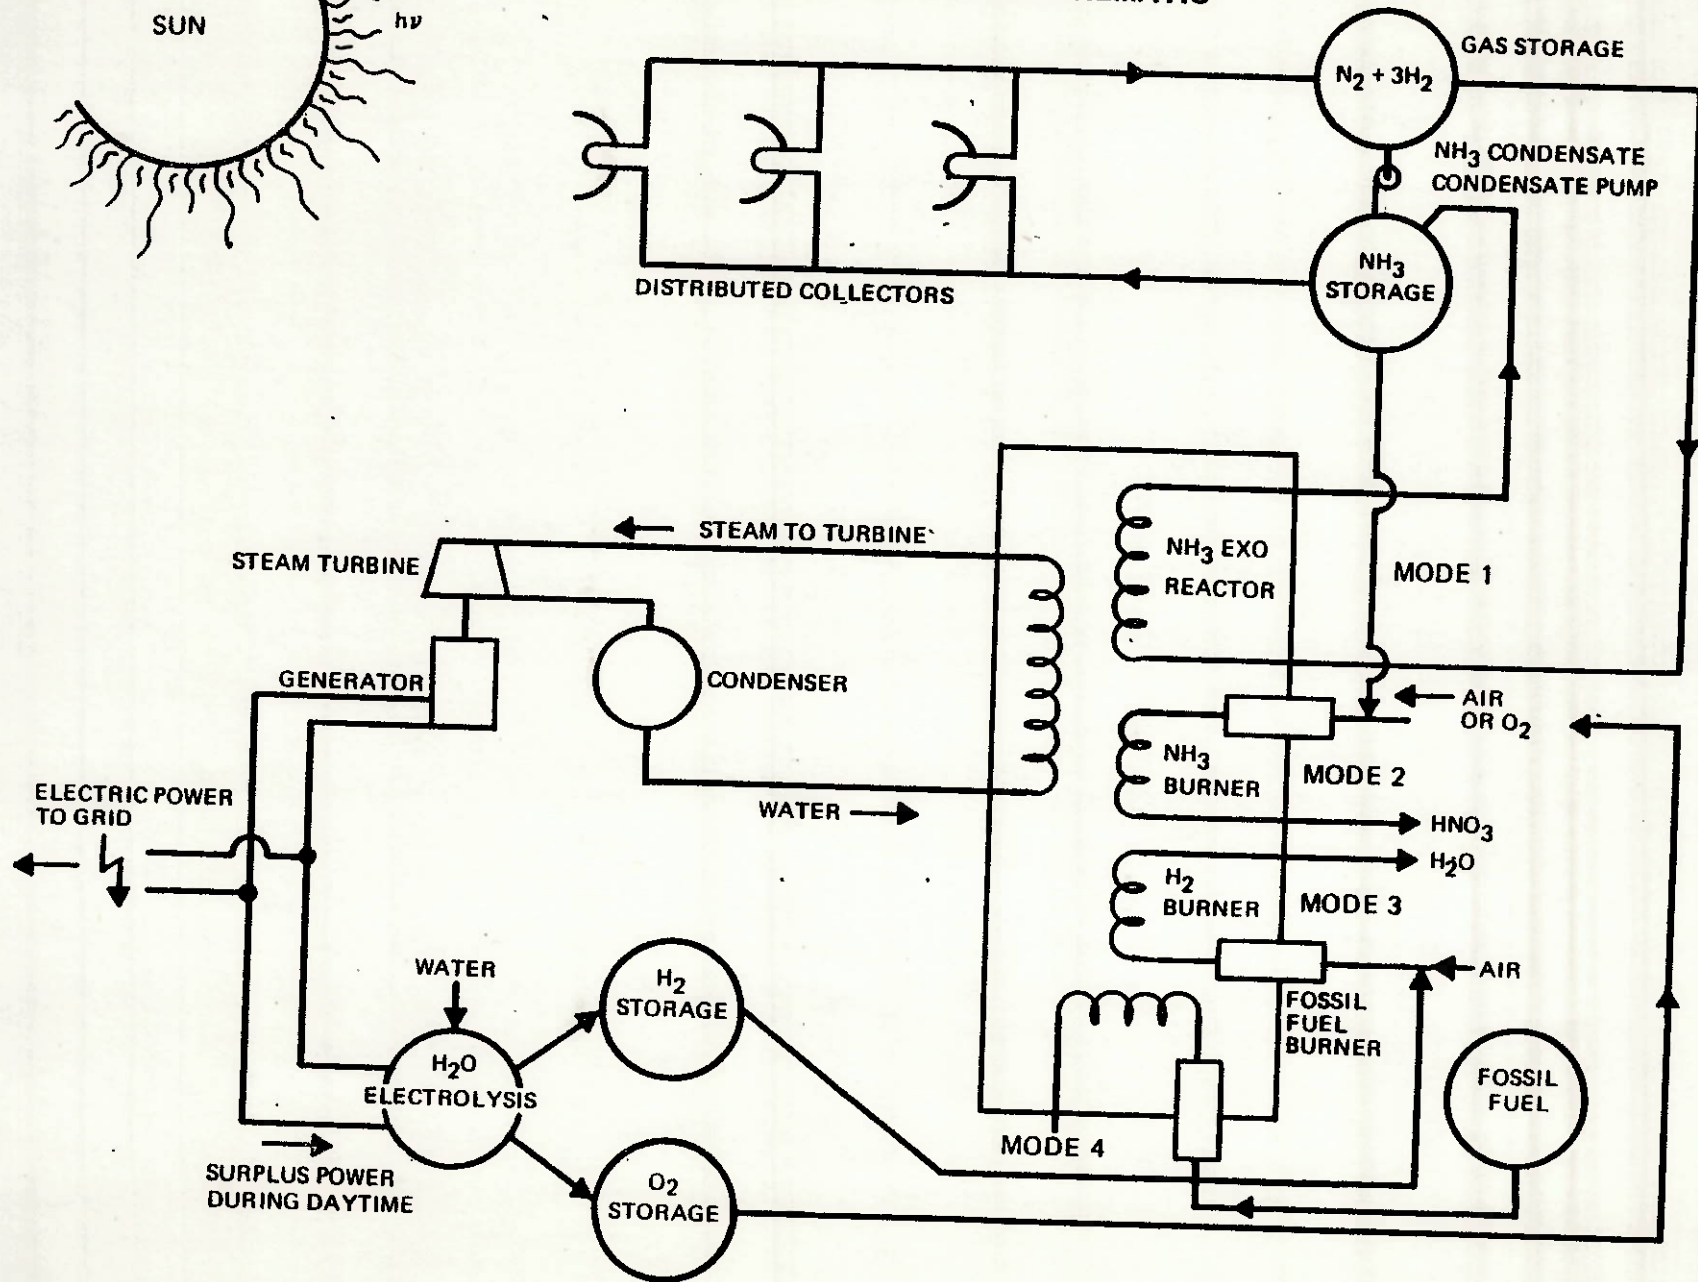 SUN
hν
GAS STORAGE
N2 + 3H2
NH3 CONDENSATE
CONDENSATE PUMP
NH3
STORAGE
DISTRIBUTED COLLECTORS
STEAM TO TURBINE
STEAM TURBINE
NH3 EXO
REACTOR
MODE 1
GENERATOR
CONDENSER
AIR
OR O2
NH3
BURNER
MODE 2
ELECTRIC POWER
TO GRID
WATER
HNO3
H2O
H2
BURNER
MODE 3
WATER
H2
STORAGE
AIR
FOSSIL
FUEL
BURNER
H2O
ELECTROLYSIS
FOSSIL
FUEL
MODE 4
SURPLUS POWER
DURING DAYTIME
O2
STORAGE